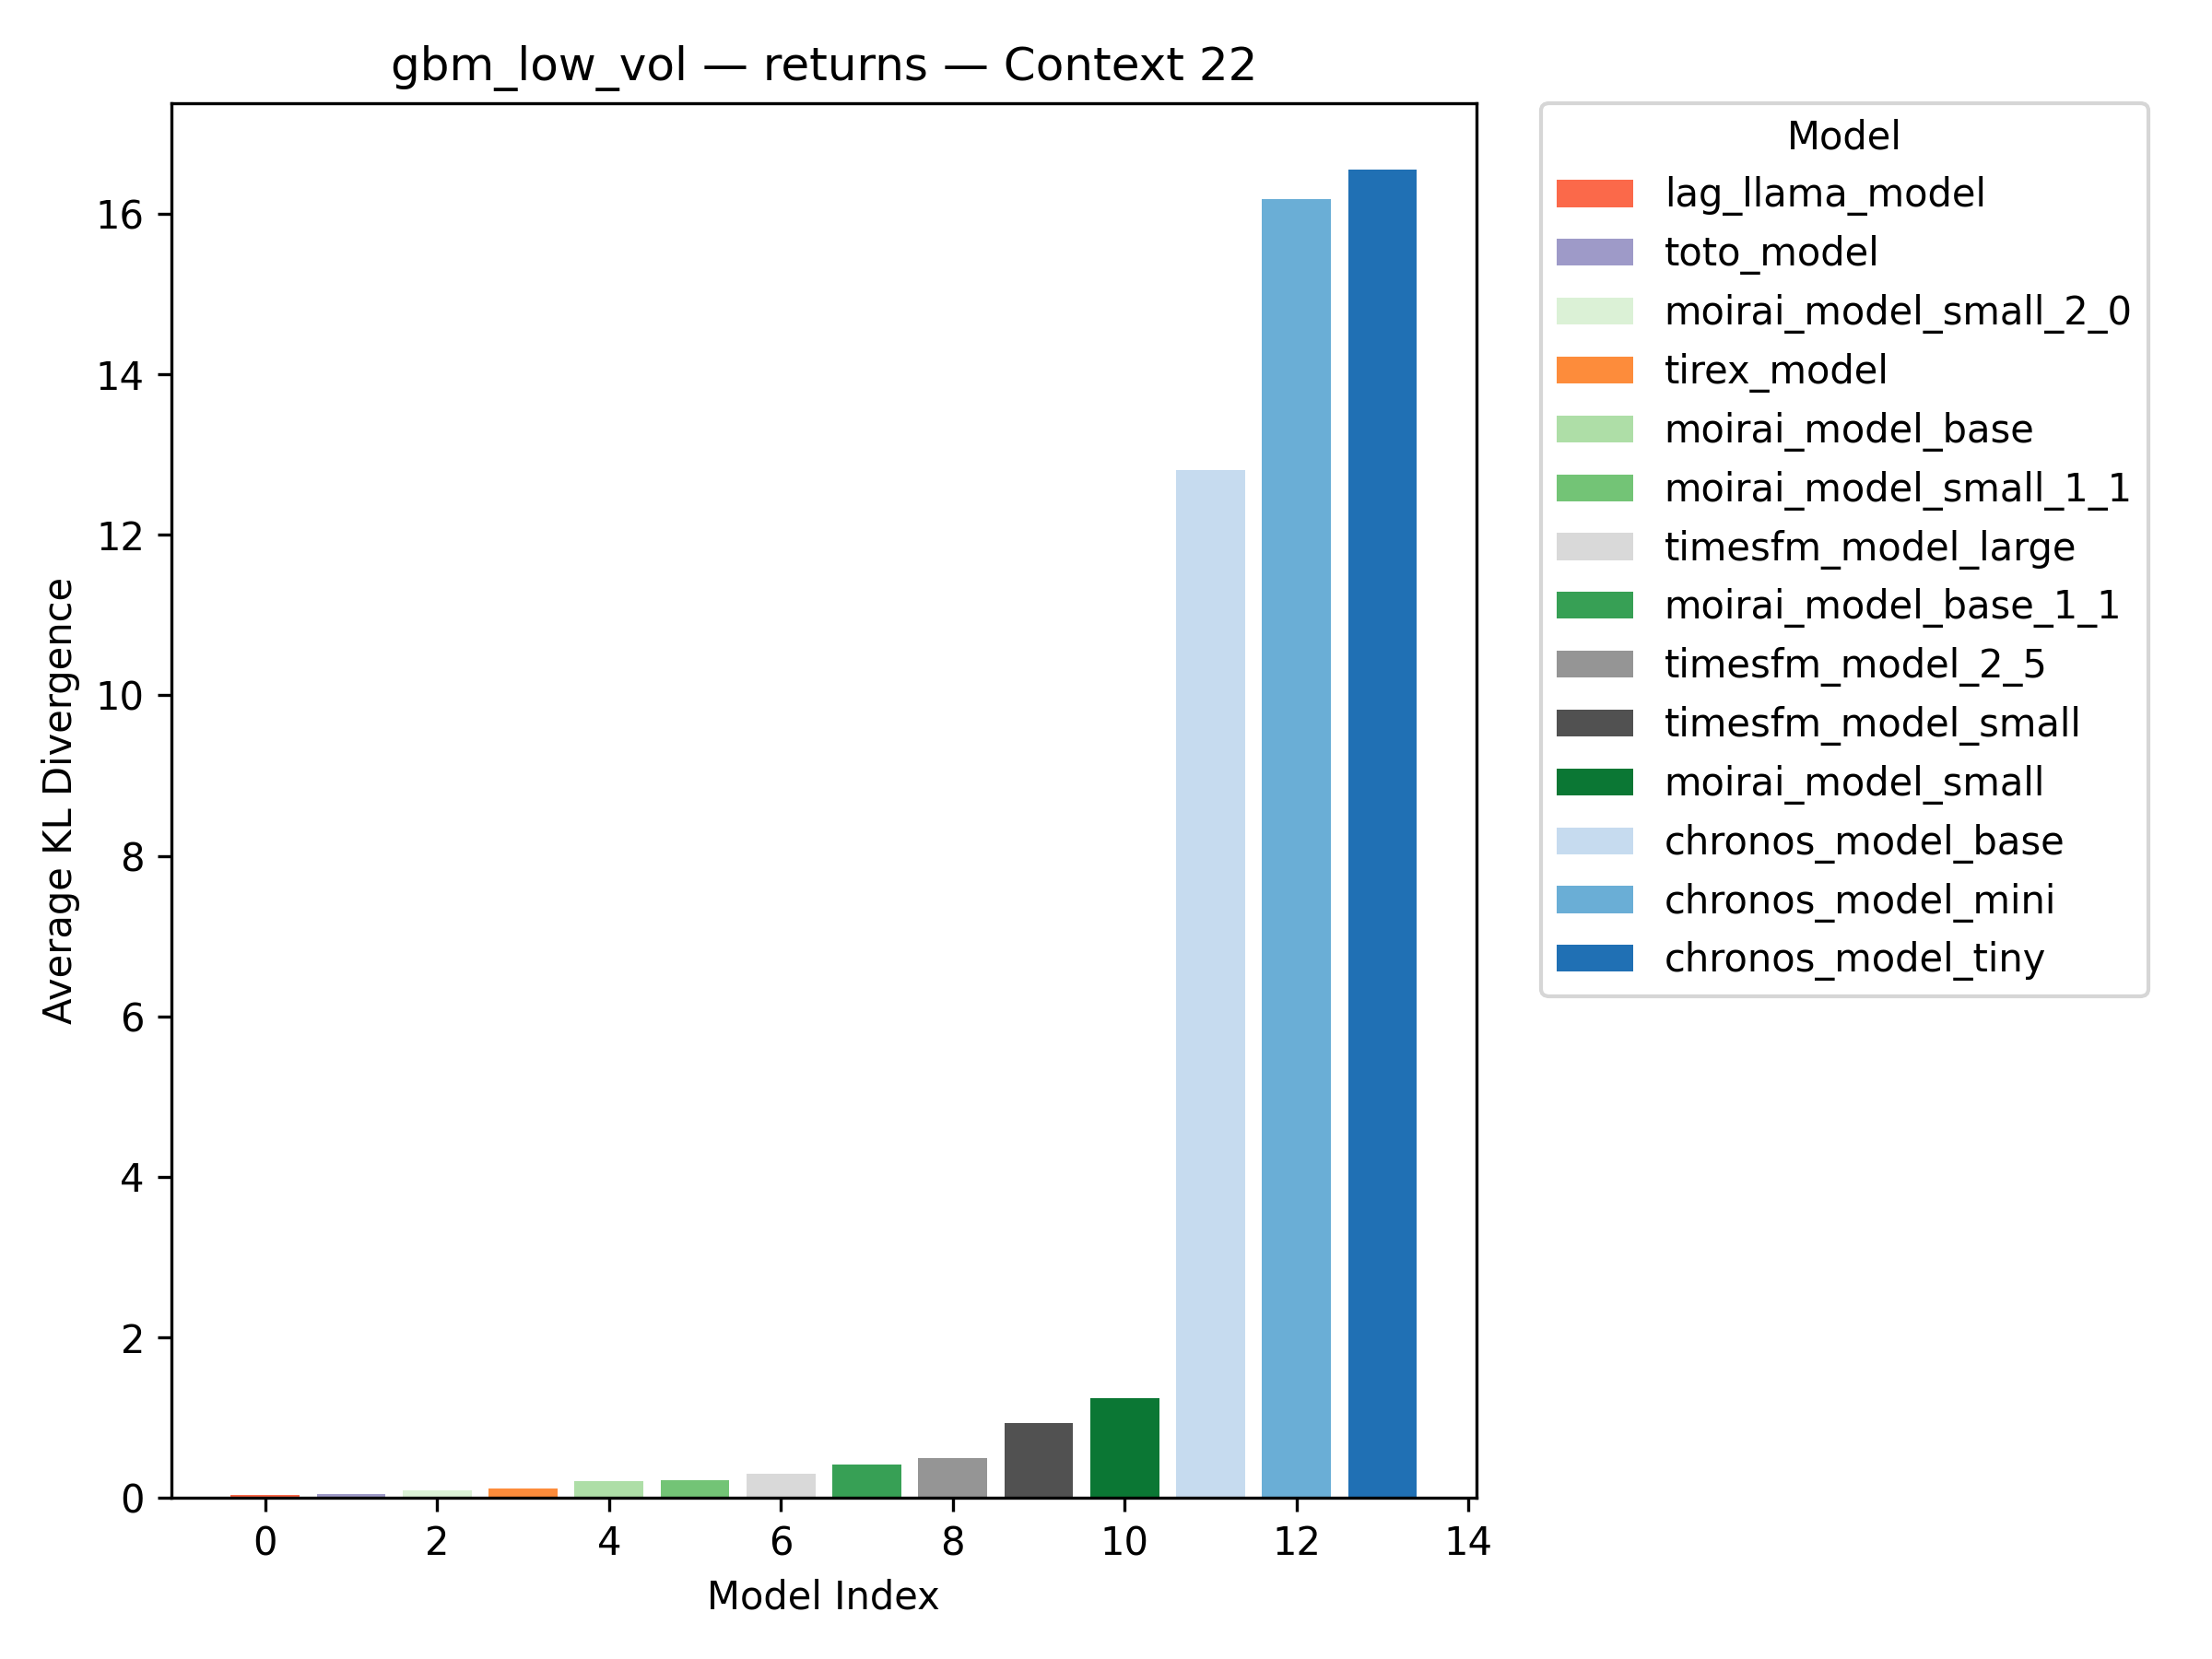 gbm_low_vol — returns — Context 22
Average KL Divergence
16
14
12
10
8
6
4
2
0
0 2 4 6 8 10 12 14
Model Index
Model
lag_llama_model
toto_model
moirai_model_small_2_0
tirex_model
moirai_model_base
moirai_model_small_1_1
timesfm_model_large
moirai_model_base_1_1
timesfm_model_2_5
timesfm_model_small
moirai_model_small
chronos_model_base
chronos_model_mini
chronos_model_tiny